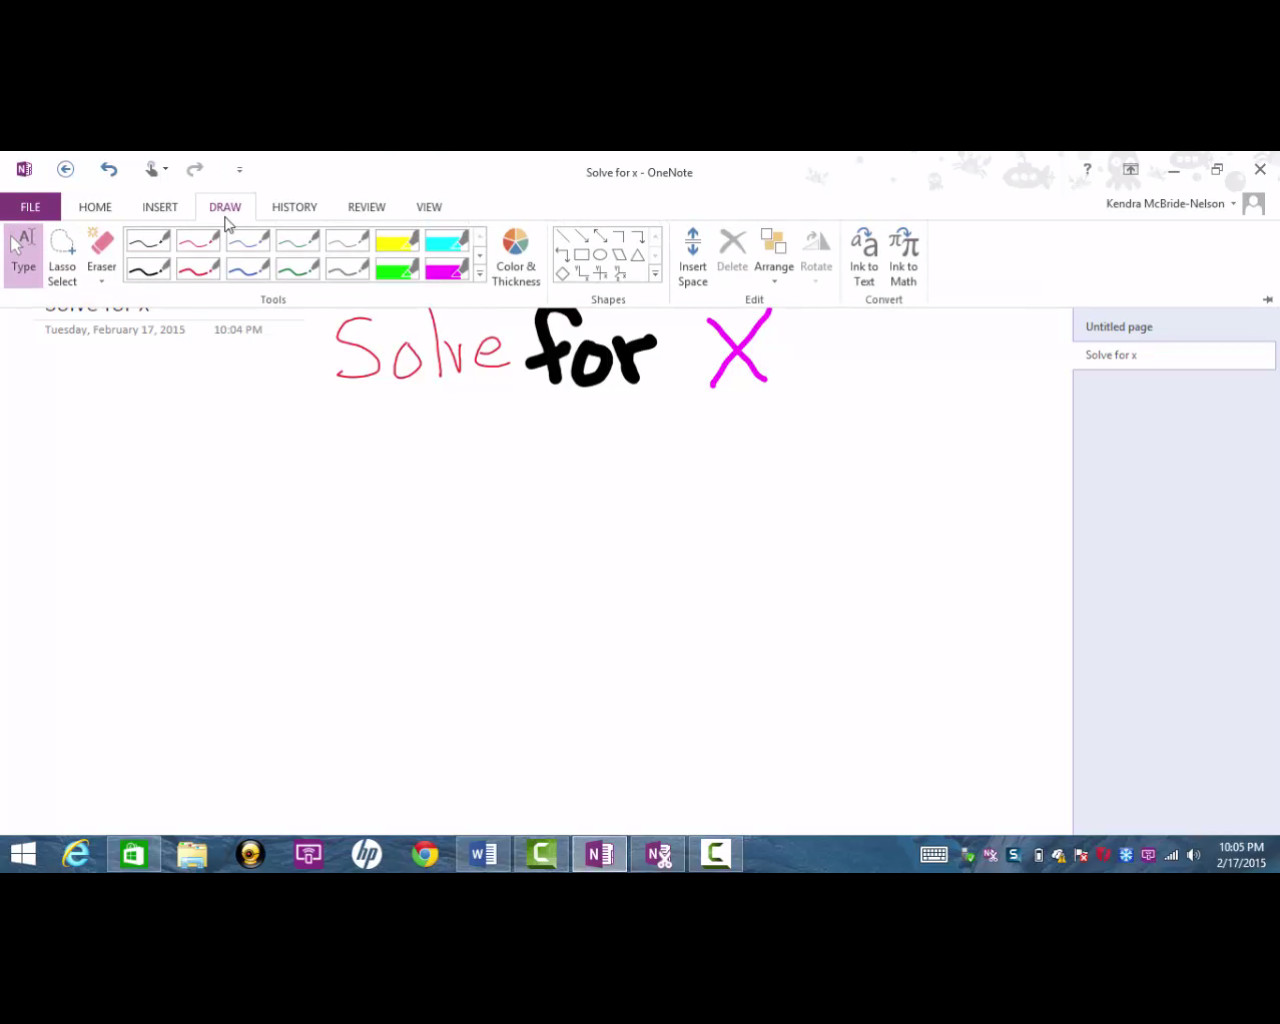 Solve for x - OneNote
?
FILE HOME INSERT DRAW HISTORY REVIEW VIEW
Kendra McBride-Nelson
Type
Lasso Select
Eraser
Color & Thickness
Insert Space
Delete
Arrange
Rotate
Ink to Text
Ink to Math
Tools
Shapes
Edit
Convert
Solve for x
Tuesday, February 17, 2015 10:04 PM
Solve for X
Untitled page
Solve for x
10:05 PM
2/17/2015